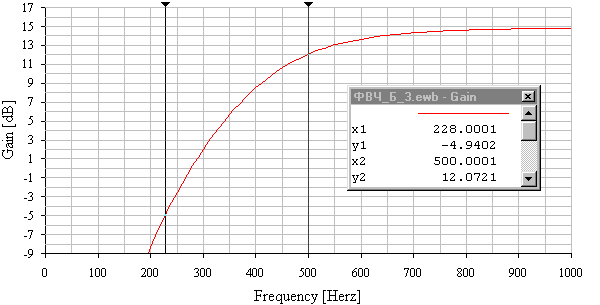 17
15
13
11
9
7
5
3
1
-1
-3
-5
-7
-9
Gain [dB]
0 100 200 300 400 500 600 700 800 900 1000
Frequency [Herz]
ФВЧ_Б_3.ewb - Gain
x1 228.0001
y1 -4.9402
x2 500.0001
y2 12.0721